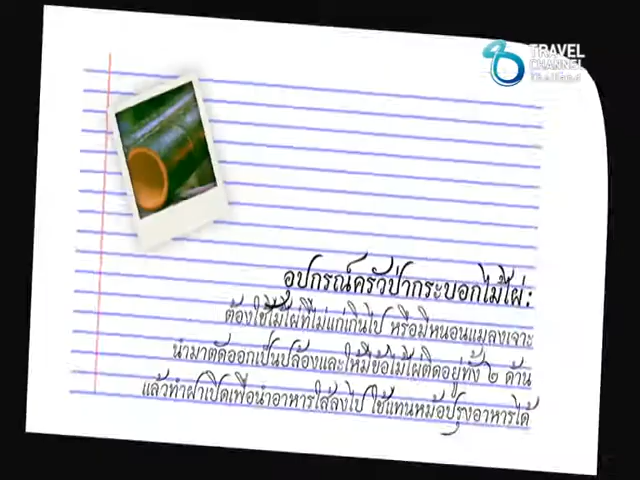 8
TRAVEL
CHANNEL
Thailand
อุปกรณ์ครัวป่ากระบอกไม้ไผ่ :
ต้องใช้ไม้ไผ่ที่ไม่แก่เกินไป หรือมีหนอนแมลงเจาะ
นำมาตัดออกเป็นปล้องและให้มีข้อไม้ไผ่ติดอยู่ทั้ง ๒ ด้าน
แล้วทำฝาเปิดเพื่อนำอาหารใส่ลงไป ใช้แทนหม้อปรุงอาหารได้